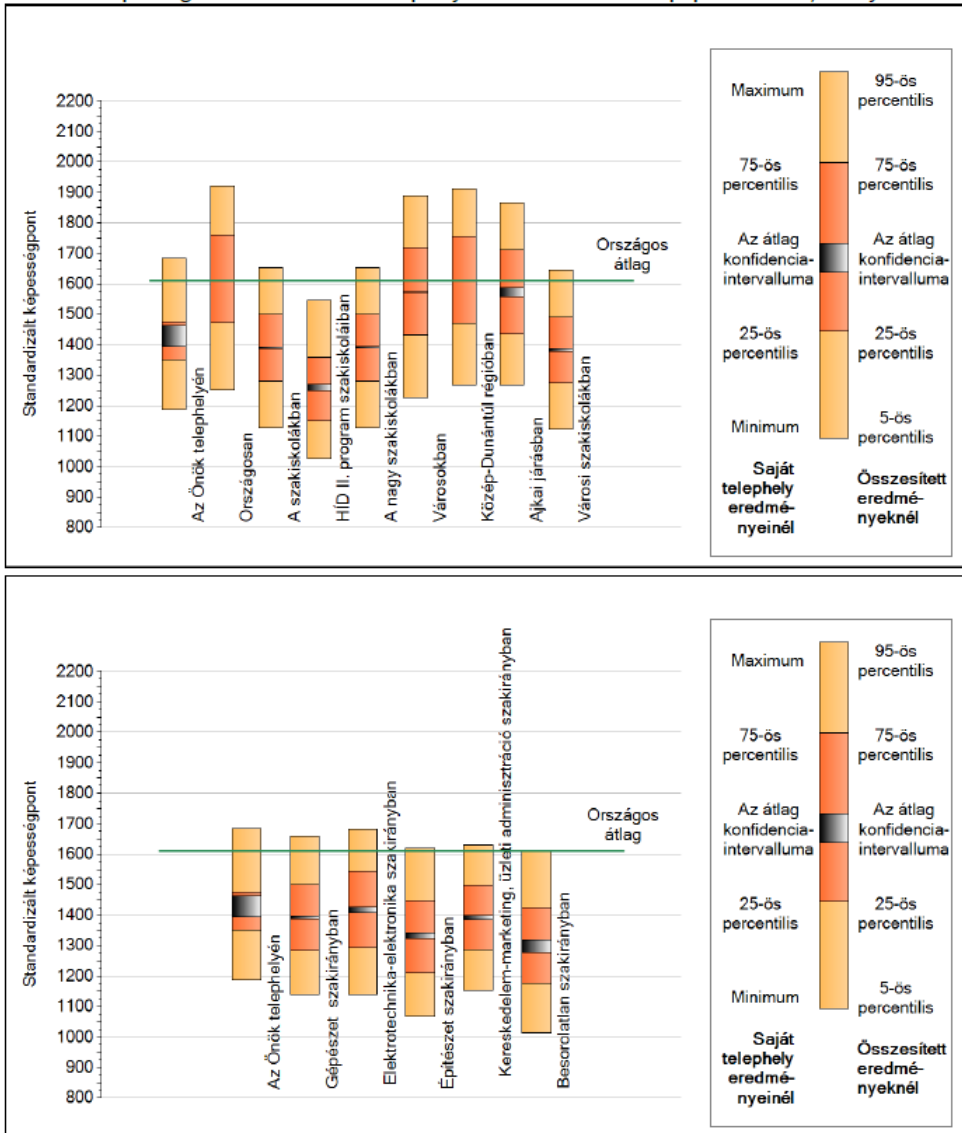 Standardizált képességpont
2200
2100
2000
1900
1800
1700
1600
1500
1400
1300
1200
1100
1000
900
800
Országos
átlag
Az Önök telephelyén
Országosan
A szakiskolákban
HÍD II. program szakiskoláiban
A nagy szakiskolákban
Városokban
Közép-Dunántúl régióban
Ajkai járásban
Városi szakiskolákban
Maximum
95-ös
percentilis
75-ös
percentilis
75-ös
percentilis
Az átlag
konfidencia-
intervalluma
Az átlag
konfidencia-
intervalluma
25-ös
percentilis
25-ös
percentilis
Minimum
5-ös
percentilis
Saját
telephely
eredmé-
nyeinél
Összesített
eredmé-
nyeknél
Standardizált képességpont
2200
2100
2000
1900
1800
1700
1600
1500
1400
1300
1200
1100
1000
900
800
Országos
átlag
Az Önök telephelyén
Gépészet szakirányban
Elektrotechnika-elektronika szakirányban
Építészet szakirányban
Kereskedelem-marketing, üzleti adminisztráció szakirányban
Besorolatlan szakirányban
Maximum
95-ös
percentilis
75-ös
percentilis
75-ös
percentilis
Az átlag
konfidencia-
intervalluma
Az átlag
konfidencia-
intervalluma
25-ös
percentilis
25-ös
percentilis
Minimum
5-ös
percentilis
Saját
telephely
eredmé-
nyeinél
Összesített
eredmé-
nyeknél